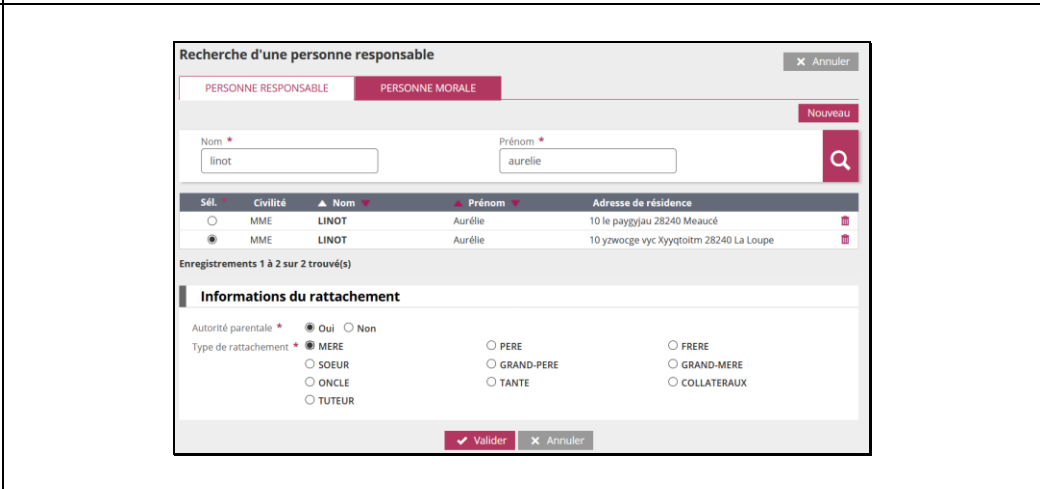 Recherche d'une personne responsable
Annuler
PERSONNE RESPONSABLE PERSONNE MORALE
Nouveau
Nom * Prénom *
linot aurelie
Sél. * Civilité Nom Prénom Adresse de résidence
MME LINOT Aurélie 10 le paygyjau 28240 Meaucé
MME LINOT Aurélie 10 yzwocge vyc Xyyqtoitm 28240 La Loupe
Enregistrements 1 à 2 sur 2 trouvé(s)
Informations du rattachement
Autorité parentale * Oui Non
Type de rattachement * MERE PERE FRERE
SOEUR GRAND-PERE GRAND-MERE
ONCLE TANTE COLLATERAUX
TUTEUR
Valider Annuler